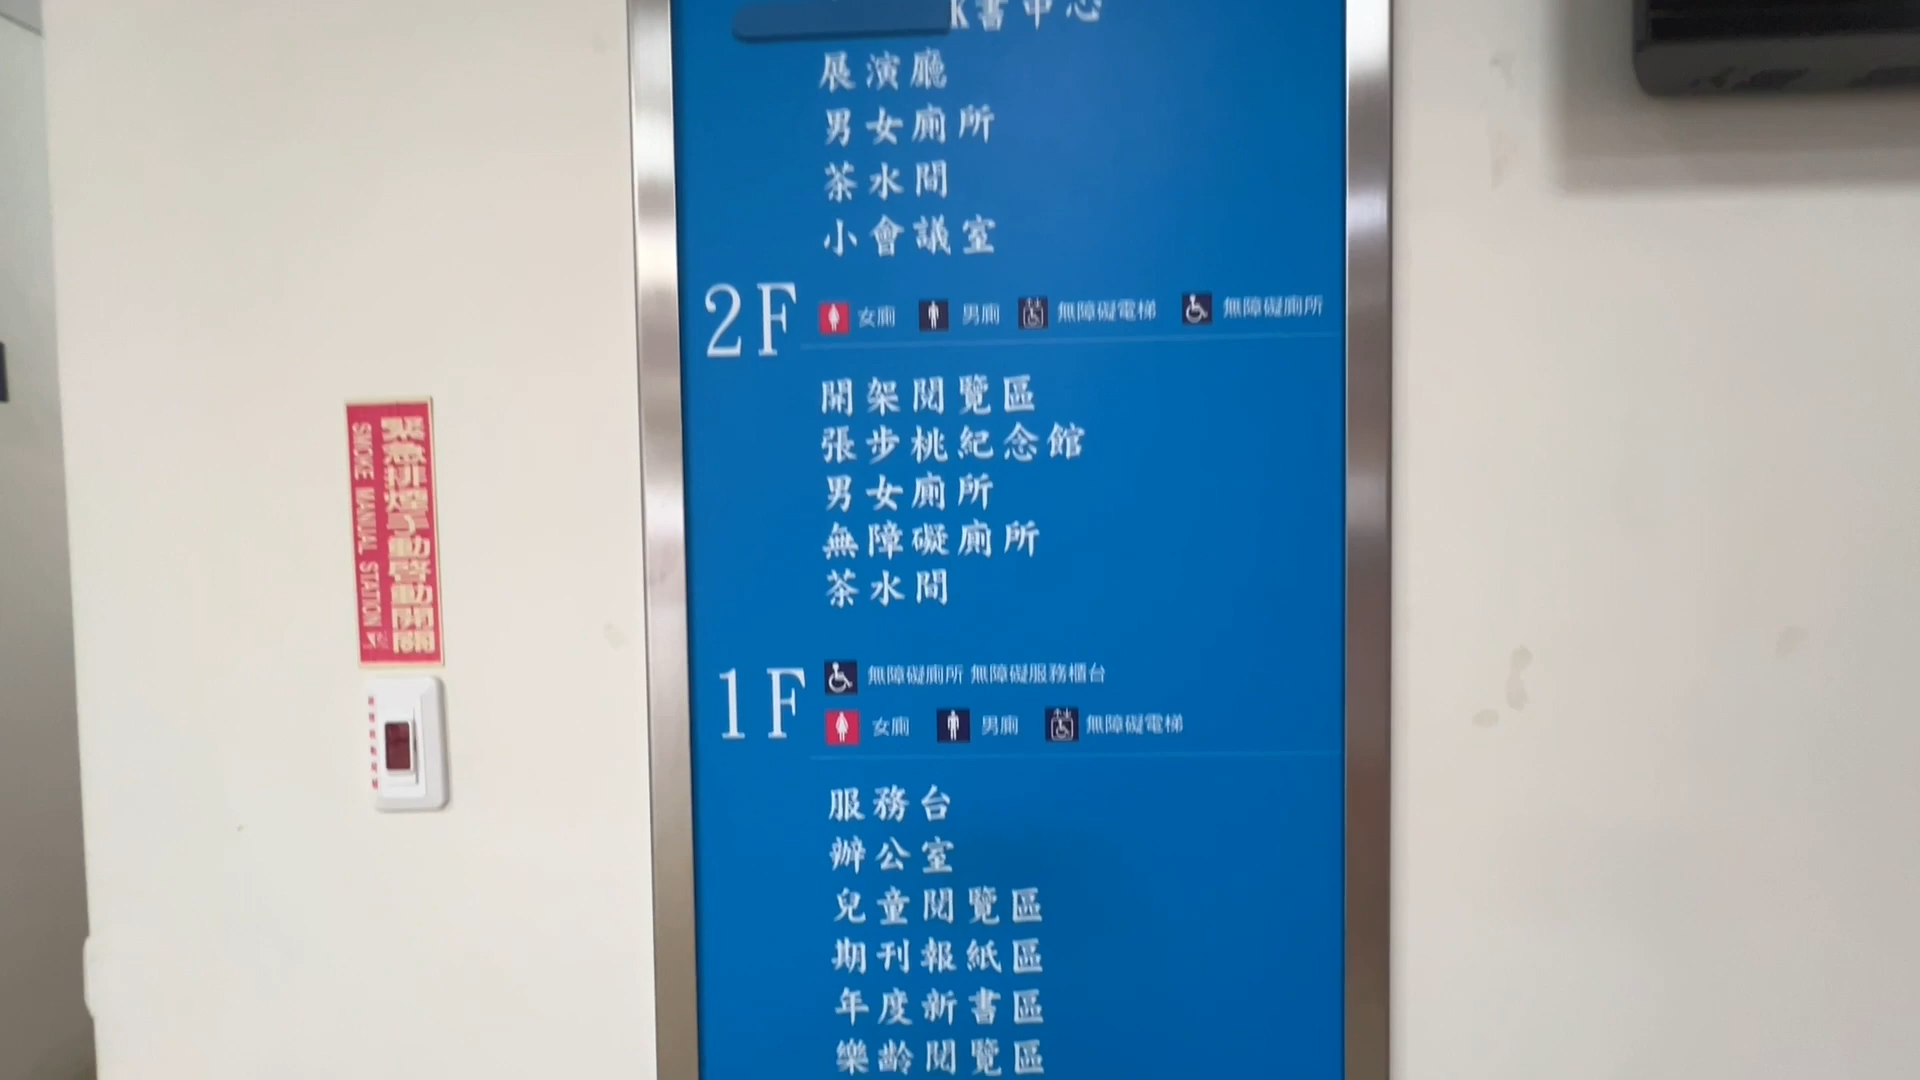 K書中心
展演廳
男女廁所
茶水間
小會議室
2F
女廁 男廁 無障礙電梯 無障礙廁所
開架閱覽區
張步桃紀念館
男女廁所
無障礙廁所
茶水間
1F
無障礙廁所 無障礙服務櫃台
女廁 男廁 無障礙電梯
服務台
辦公室
兒童閱覽區
期刊報紙區
年度新書區
樂齡閱覽區
緊急排煙手動啓動開關
SMOKE MANUAL STATION